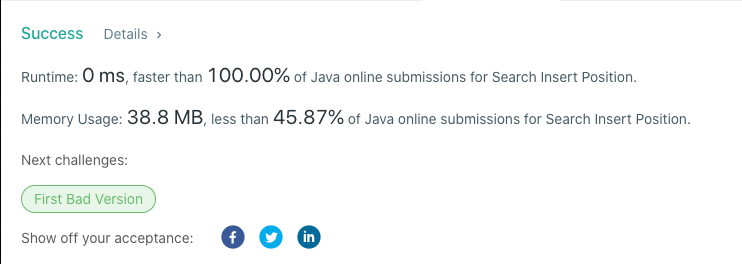 Success Details >
Runtime: 0 ms, faster than 100.00% of Java online submissions for Search Insert Position.
Memory Usage: 38.8 MB, less than 45.87% of Java online submissions for Search Insert Position.
Next challenges:
First Bad Version
Show off your acceptance: f in